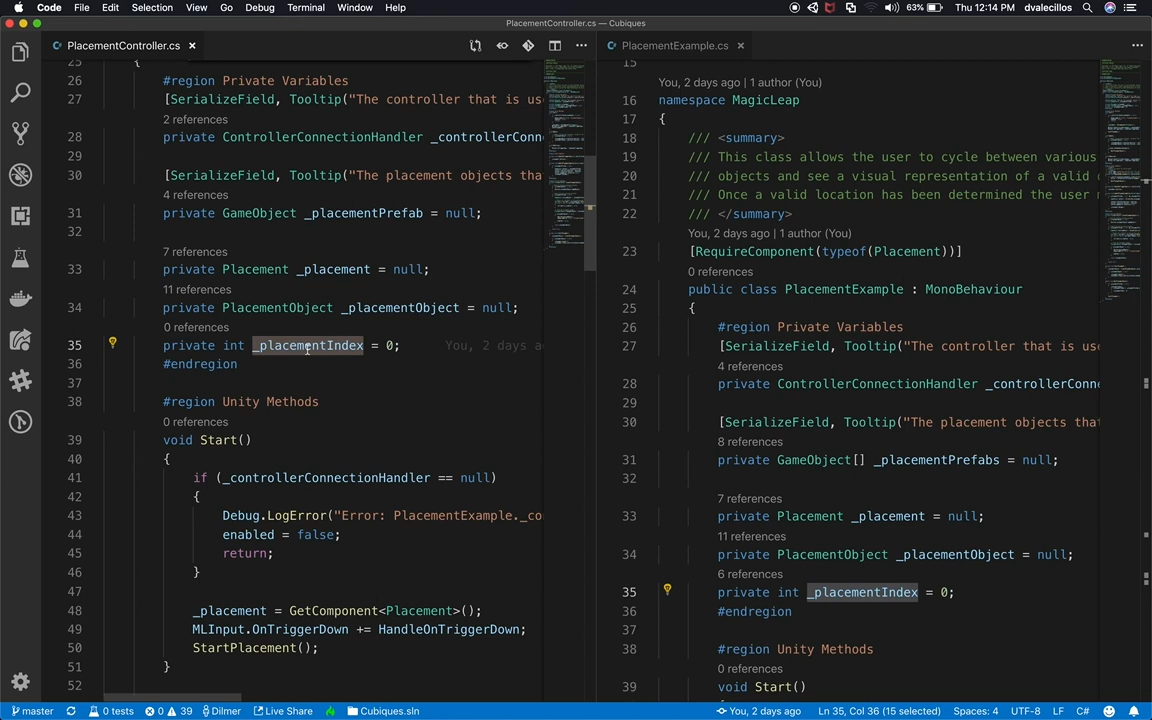 Code File Edit Selection View Go Debug Terminal Window Help 63% Thu 12:14 PM dvalecillos
PlacementController.cs — Cubiques
PlacementController.cs ×
25 {
26 #region Private Variables
27 [SerializeField, Tooltip("The controller that is us
2 references
28 private ControllerConnectionHandler _controllerConn
29
30 [SerializeField, Tooltip("The placement objects tha
4 references
31 private GameObject _placementPrefab = null;
32
7 references
33 private Placement _placement = null;
11 references
34 private PlacementObject _placementObject = null;
0 references
35 private int _placementIndex = 0; You, 2 days a
36 #endregion
37
38 #region Unity Methods
0 references
39 void Start()
40 {
41 if (_controllerConnectionHandler == null)
42 {
43 Debug.LogError("Error: PlacementExample._co
44 enabled = false;
45 return;
46 }
47
48 _placement = GetComponent<Placement>();
49 MLInput.OnTriggerDown += HandleOnTriggerDown;
50 StartPlacement();
51 }
52
PlacementExample.cs ×
15
You, 2 days ago | 1 author (You)
16 namespace MagicLeap
17 {
18 /// <summary>
19 /// This class allows the user to cycle between various
20 /// objects and see a visual representation of a valid
21 /// Once a valid location has been determined the user
22 /// </summary>
You, 2 days ago | 1 author (You)
23 [RequireComponent(typeof(Placement))]
0 references
24 public class PlacementExample : MonoBehaviour
25 {
26 #region Private Variables
27 [SerializeField, Tooltip("The controller that is us
4 references
28 private ControllerConnectionHandler _controllerConne
29
30 [SerializeField, Tooltip("The placement objects that
8 references
31 private GameObject[] _placementPrefabs = null;
32
7 references
33 private Placement _placement = null;
11 references
34 private PlacementObject _placementObject = null;
6 references
35 private int _placementIndex = 0;
36 #endregion
37
38 #region Unity Methods
0 references
39 void Start()
master 0 tests 0 39 Dilmer Live Share Cubiques.sln You, 2 days ago Ln 35, Col 36 (15 selected) Spaces: 4 UTF-8 LF C#